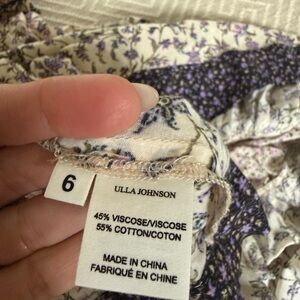 6
ULLA JOHNSON
45% VISCOSE/VISCOSE
55% COTTON/COTON
MADE IN CHINA
FABRIQUÉ EN CHINE